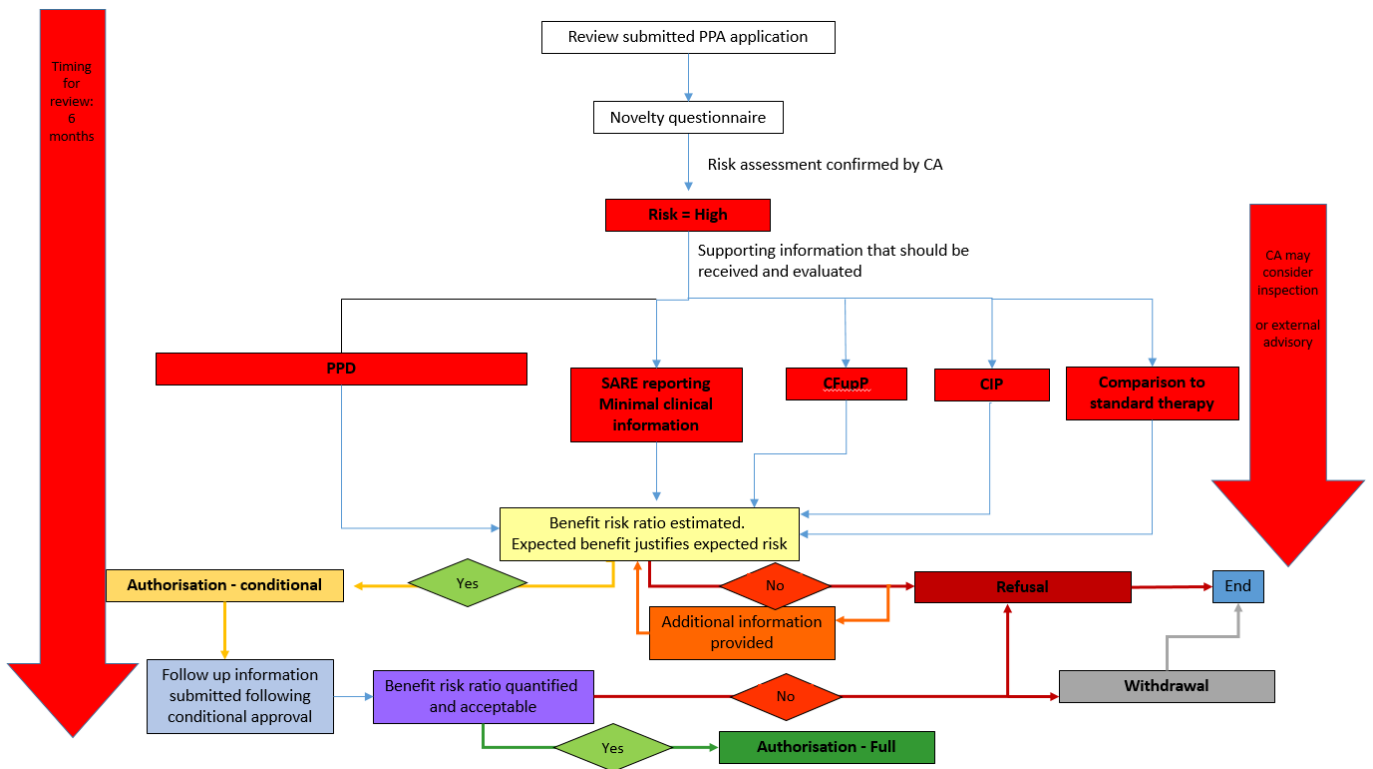 Timing
for
review:
6
months
Review submitted PPA application
Novelty questionnaire
Risk assessment confirmed by CA
Risk = High
Supporting information that should be
received and evaluated
CA may
consider
inspection
or external
advisory
PPD
SARE reporting
Minimal clinical
information
CFupP
CIP
Comparison to
standard therapy
Benefit risk ratio estimated.
Expected benefit justifies expected risk
Authorisation - conditional
Yes
No
Refusal
End
Additional information
provided
Follow up information
submitted following
conditional approval
Benefit risk ratio quantified
and acceptable
No
Withdrawal
Yes
Authorisation - Full